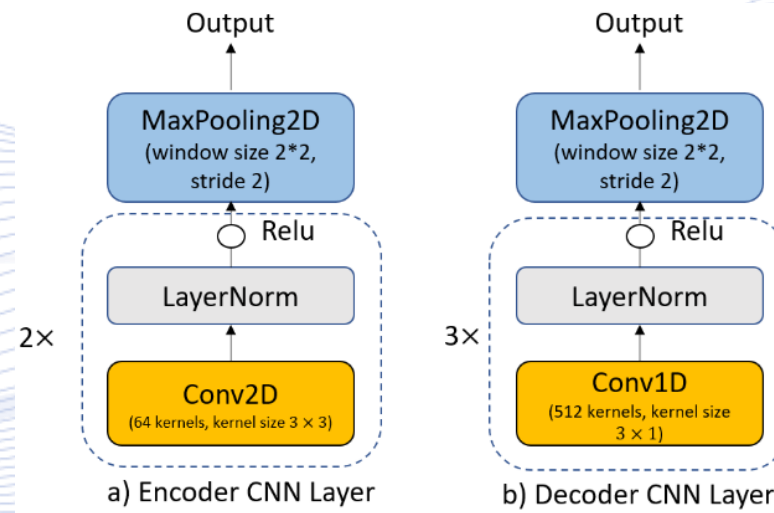 Output
MaxPooling2D
(window size 2*2,
stride 2)
Relu
LayerNorm
2×
Conv2D
(64 kernels, kernel size 3 × 3)
a) Encoder CNN Layer
Output
MaxPooling2D
(window size 2*2,
stride 2)
Relu
LayerNorm
3×
Conv1D
(512 kernels, kernel size
3 × 1)
b) Decoder CNN Layer